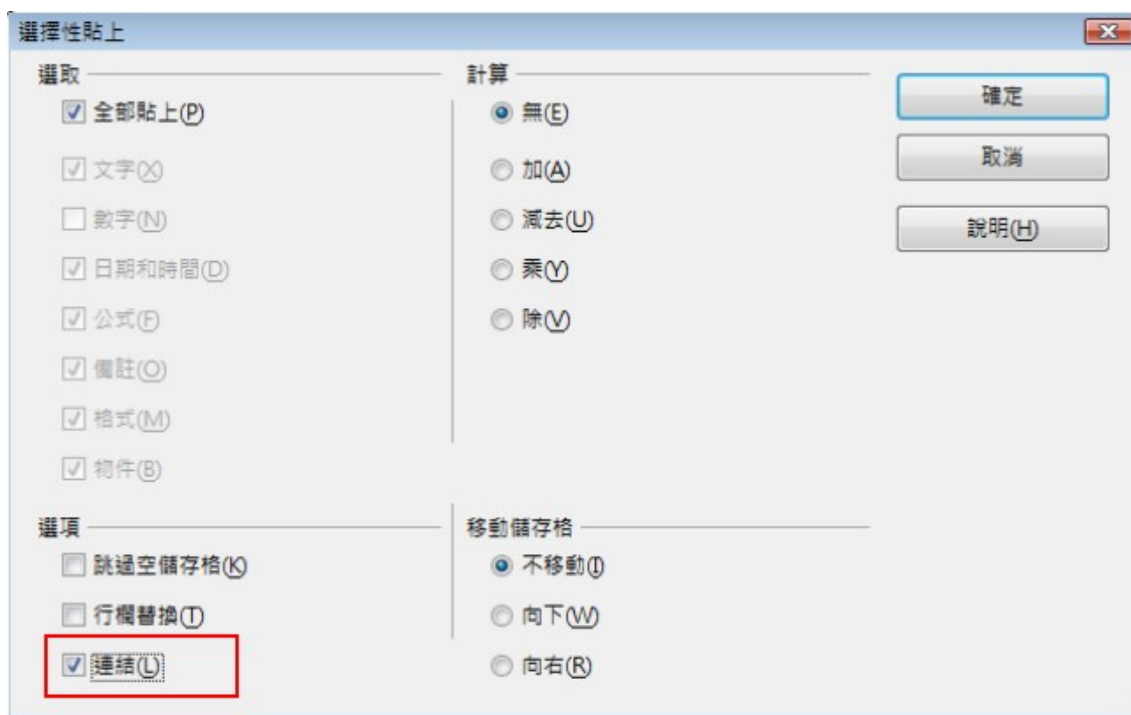 選擇性貼上
選取
全部貼上(P)
文字(X)
數字(N)
日期和時間(D)
公式(F)
備註(O)
格式(M)
物件(B)
計算
無(E)
加(A)
減去(U)
乘(Y)
除(V)
確定
取消
說明(H)
選項
跳過空儲存格(K)
行欄替換(T)
連結(L)
移動儲存格
不移動(I)
向下(W)
向右(R)